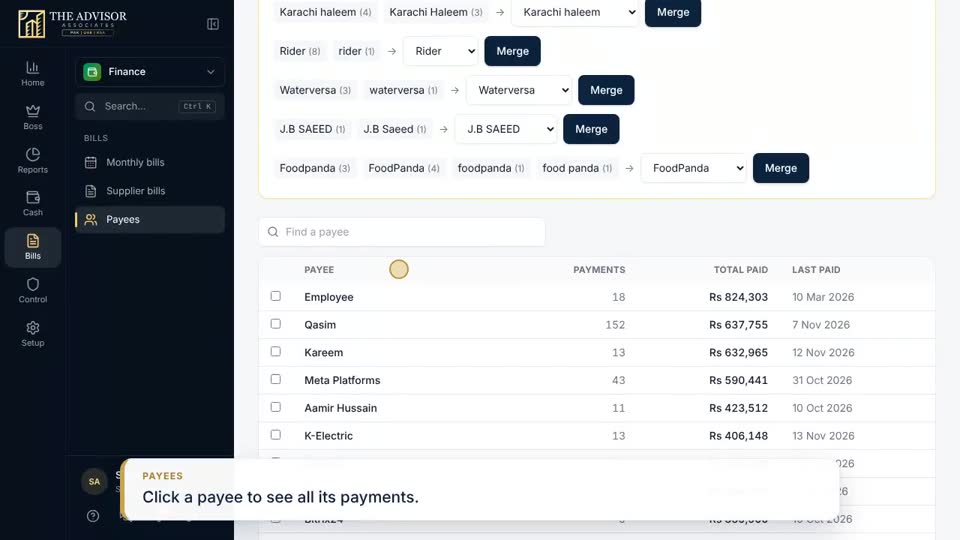 THE ADVISOR
ASSOCIATES
PAK | UAE | KSA
Home
Boss
Reports
Cash
Bills
Control
Setup
Finance
Search... Ctrl K
BILLS
Monthly bills
Supplier bills
Payees
SA
Karachi haleem (4) Karachi Haleem (3) → Karachi haleem Merge
Rider (8) rider (1) → Rider Merge
Waterversa (3) waterversa (1) → Waterversa Merge
J.B SAEED (1) J.B Saeed (1) → J.B SAEED Merge
Foodpanda (3) FoodPanda (4) foodpanda (1) food panda (1) → FoodPanda Merge
Find a payee
PAYEE PAYMENTS TOTAL PAID LAST PAID
Employee 18 Rs 824,303 10 Mar 2026
Qasim 152 Rs 637,755 7 Nov 2026
Kareem 13 Rs 632,965 12 Nov 2026
Meta Platforms 43 Rs 590,441 31 Oct 2026
Aamir Hussain 11 Rs 423,512 10 Oct 2026
K-Electric 13 Rs 406,148 13 Nov 2026
PAYEES
Click a payee to see all its payments.